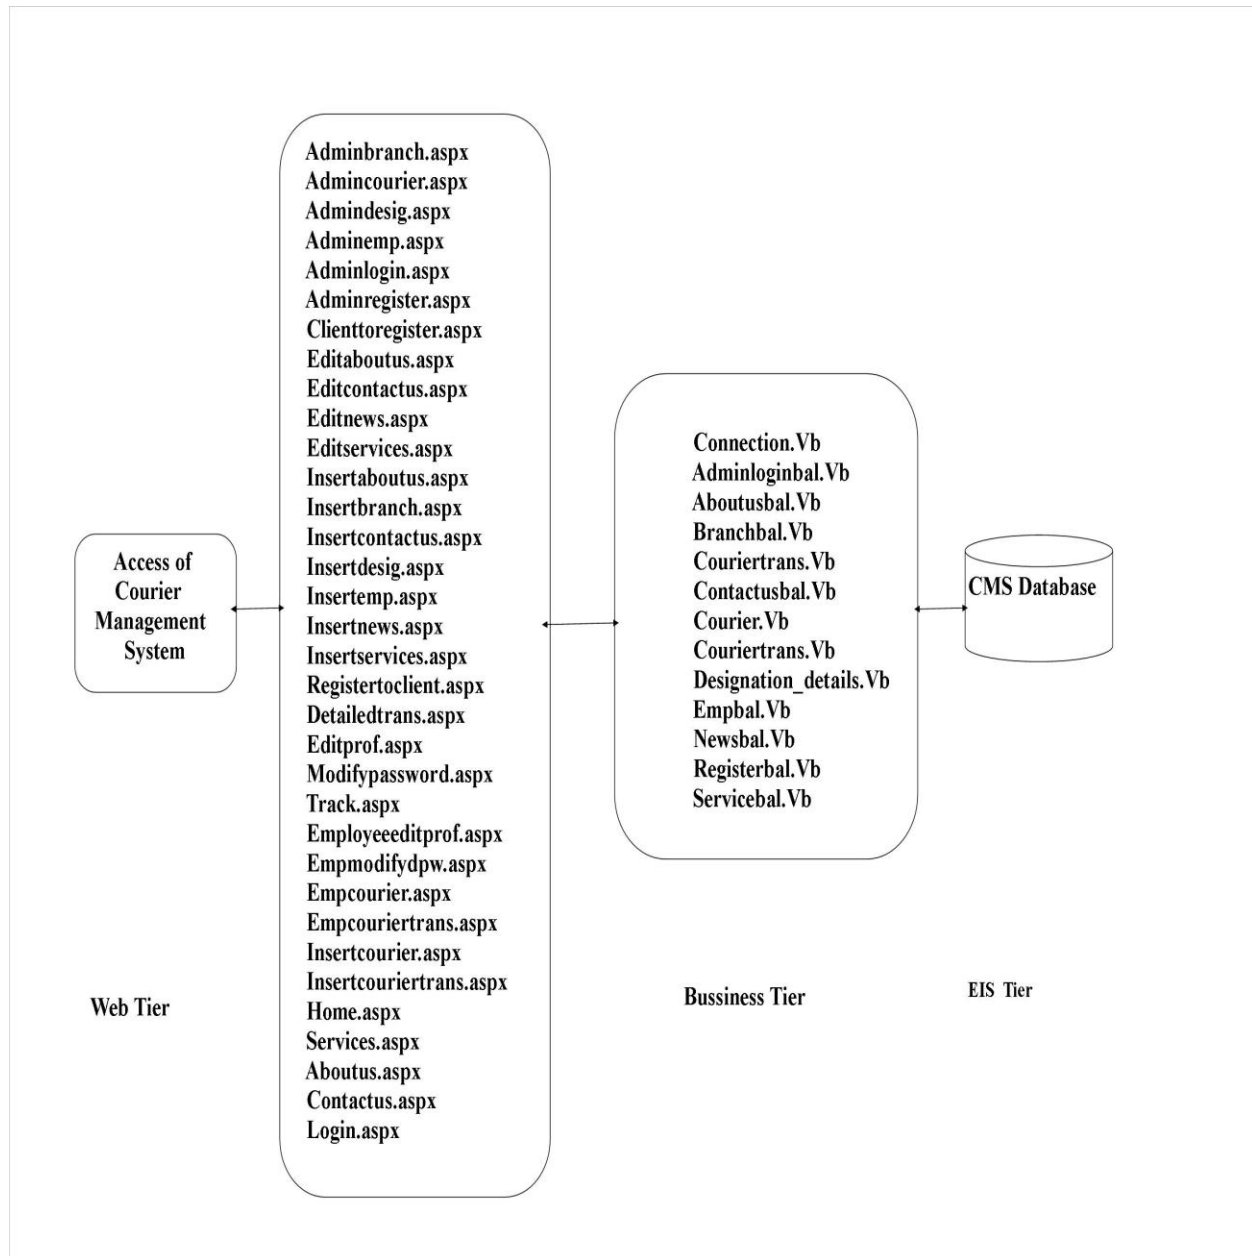 Adminbranch.aspx
Admincourier.aspx
Admindesig.aspx
Adminemp.aspx
Adminlogin.aspx
Adminregister.aspx
Clienttoregister.aspx
Editaboutus.aspx
Editcontactus.aspx
Editnews.aspx
Editservices.aspx
Insertaboutus.aspx
Insertbranch.aspx
Insertcontactus.aspx
Insertdesig.aspx
Insertemp.aspx
Insertnews.aspx
Insertservices.aspx
Registertoclient.aspx
Detailedtrans.aspx
Editprof.aspx
Modifypassword.aspx
Track.aspx
Employeeeditprof.aspx
Empmodifydpw.aspx
Empcourier.aspx
Empcouriertrans.aspx
Insertcourier.aspx
Insertcouriertrans.aspx
Home.aspx
Services.aspx
Aboutus.aspx
Contactus.aspx
Login.aspx
Access of
Courier
Management
System
Connection.Vb
Adminloginbal.Vb
Aboutusbal.Vb
Branchbal.Vb
Couriertrans.Vb
Contactusbal.Vb
Courier.Vb
Couriertrans.Vb
Designation_details.Vb
Empbal.Vb
Newsbal.Vb
Registerbal.Vb
Servicebal.Vb
CMS Database
Web Tier
Bussiness Tier
EIS Tier